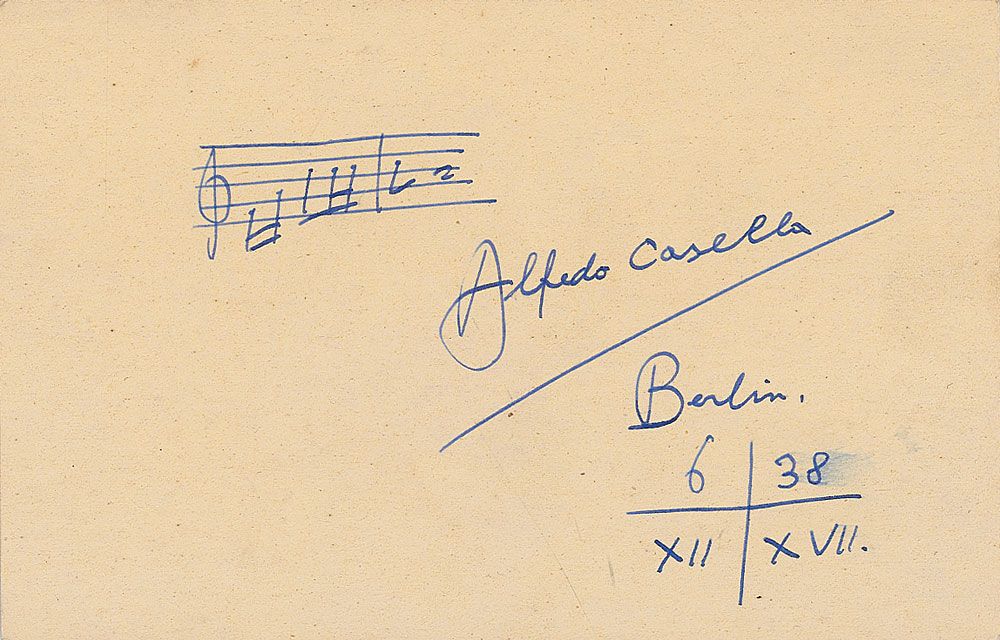 Alfredo Casella
Berlin.
6 38
XII XVII.